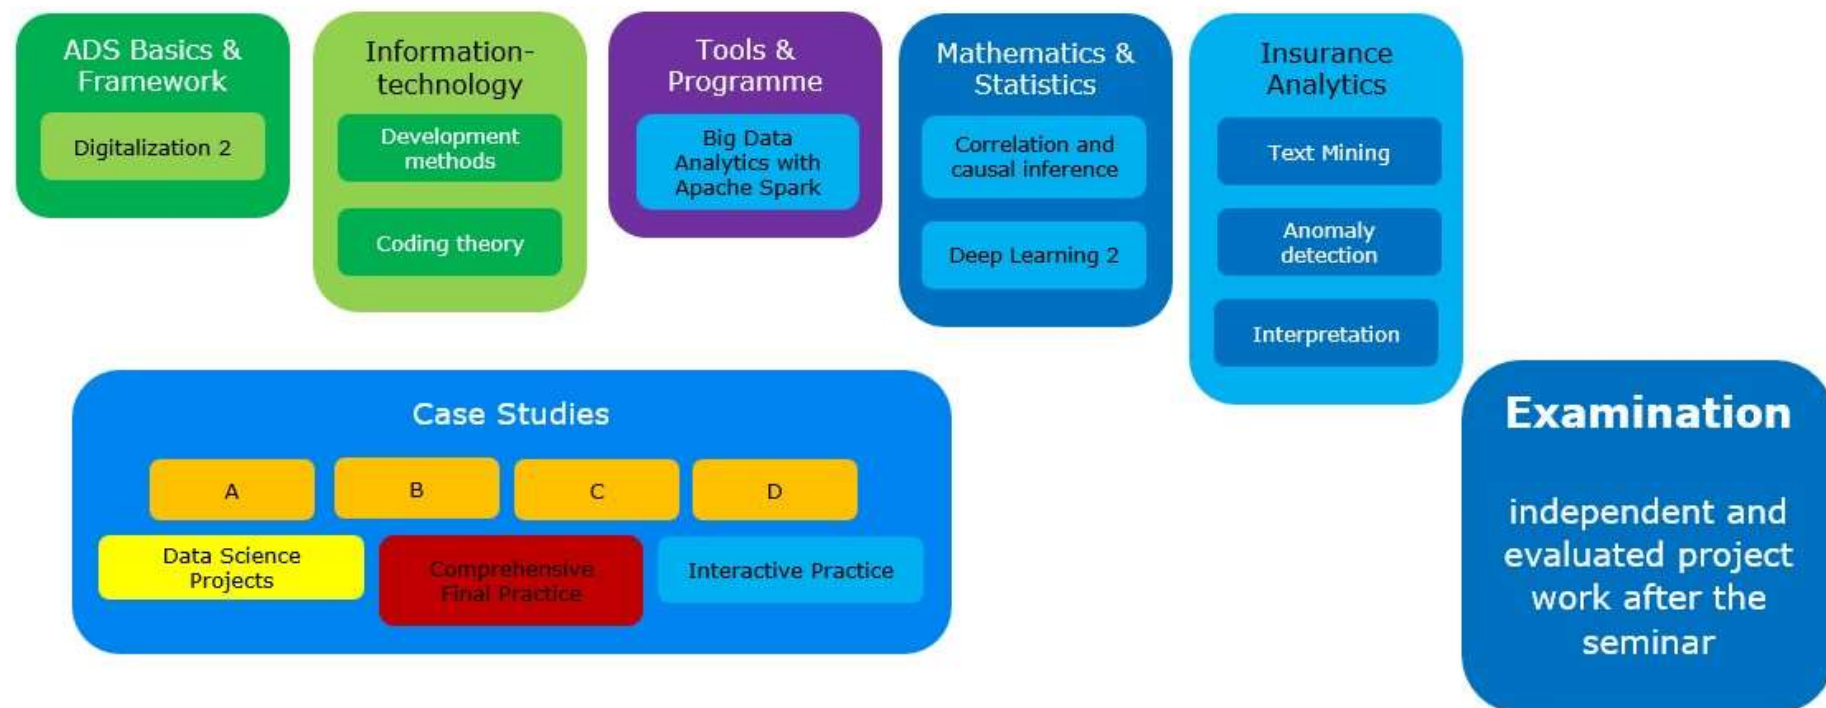 ADS Basics &
Framework
Digitalization 2
Information-
technology
Development
methods
Coding theory
Tools &
Programme
Big Data
Analytics with
Apache Spark
Mathematics &
Statistics
Correlation and
causal inference
Deep Learning 2
Insurance
Analytics
Text Mining
Anomaly
detection
Interpretation
Case Studies
A
B
C
D
Data Science
Projects
Comprehensive
Final Practice
Interactive Practice
Examination
independent and
evaluated project
work after the
seminar